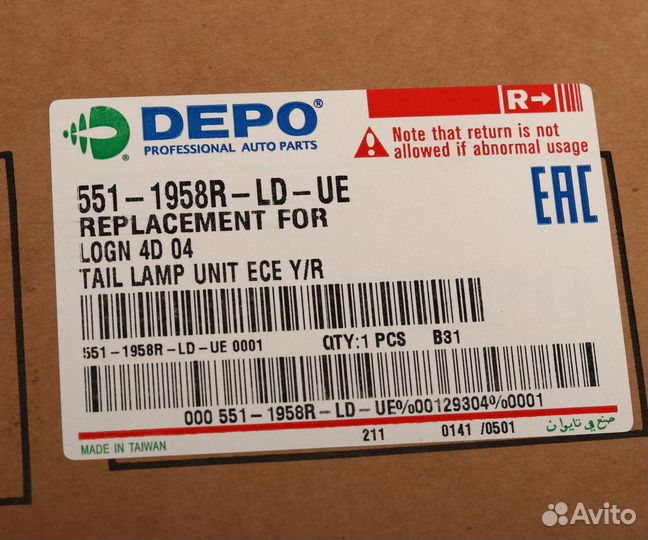 DEPO®
PROFESSIONAL AUTO PARTS
R→
Note that return is not
allowed if abnormal usage
551-1958R-LD-UE
REPLACEMENT FOR
LOGN 4D 04
TAIL LAMP UNIT ECE Y/R
EAC
551-1958R-LD-UE 0001 QTY:1 PCS B31
000 551-1958R-LD-UE%00129304%0001
MADE IN TAIWAN 211 0141 /0501 صنع في تايوان
Avito